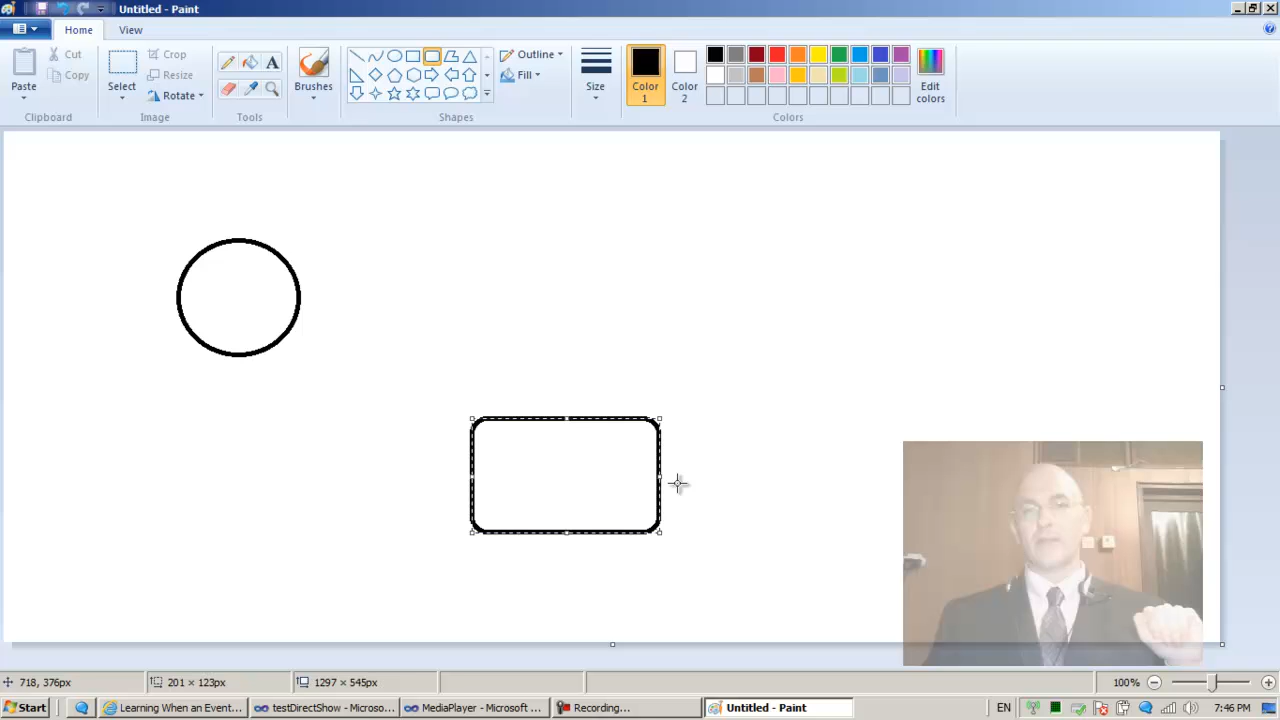 Untitled - Paint
Home View
Paste
Cut
Copy
Clipboard
Select
Crop
Resize
Rotate
Image
Tools
Brushes
Outline
Fill
Shapes
Size
Color 1
Color 2
Edit colors
Colors
718, 376px 201 × 123px 1297 × 545px 100%
Start Learning When an Event... testDirectShow - Microso... MediaPlayer - Microsoft ... Recording... Untitled - Paint EN 7:46 PM